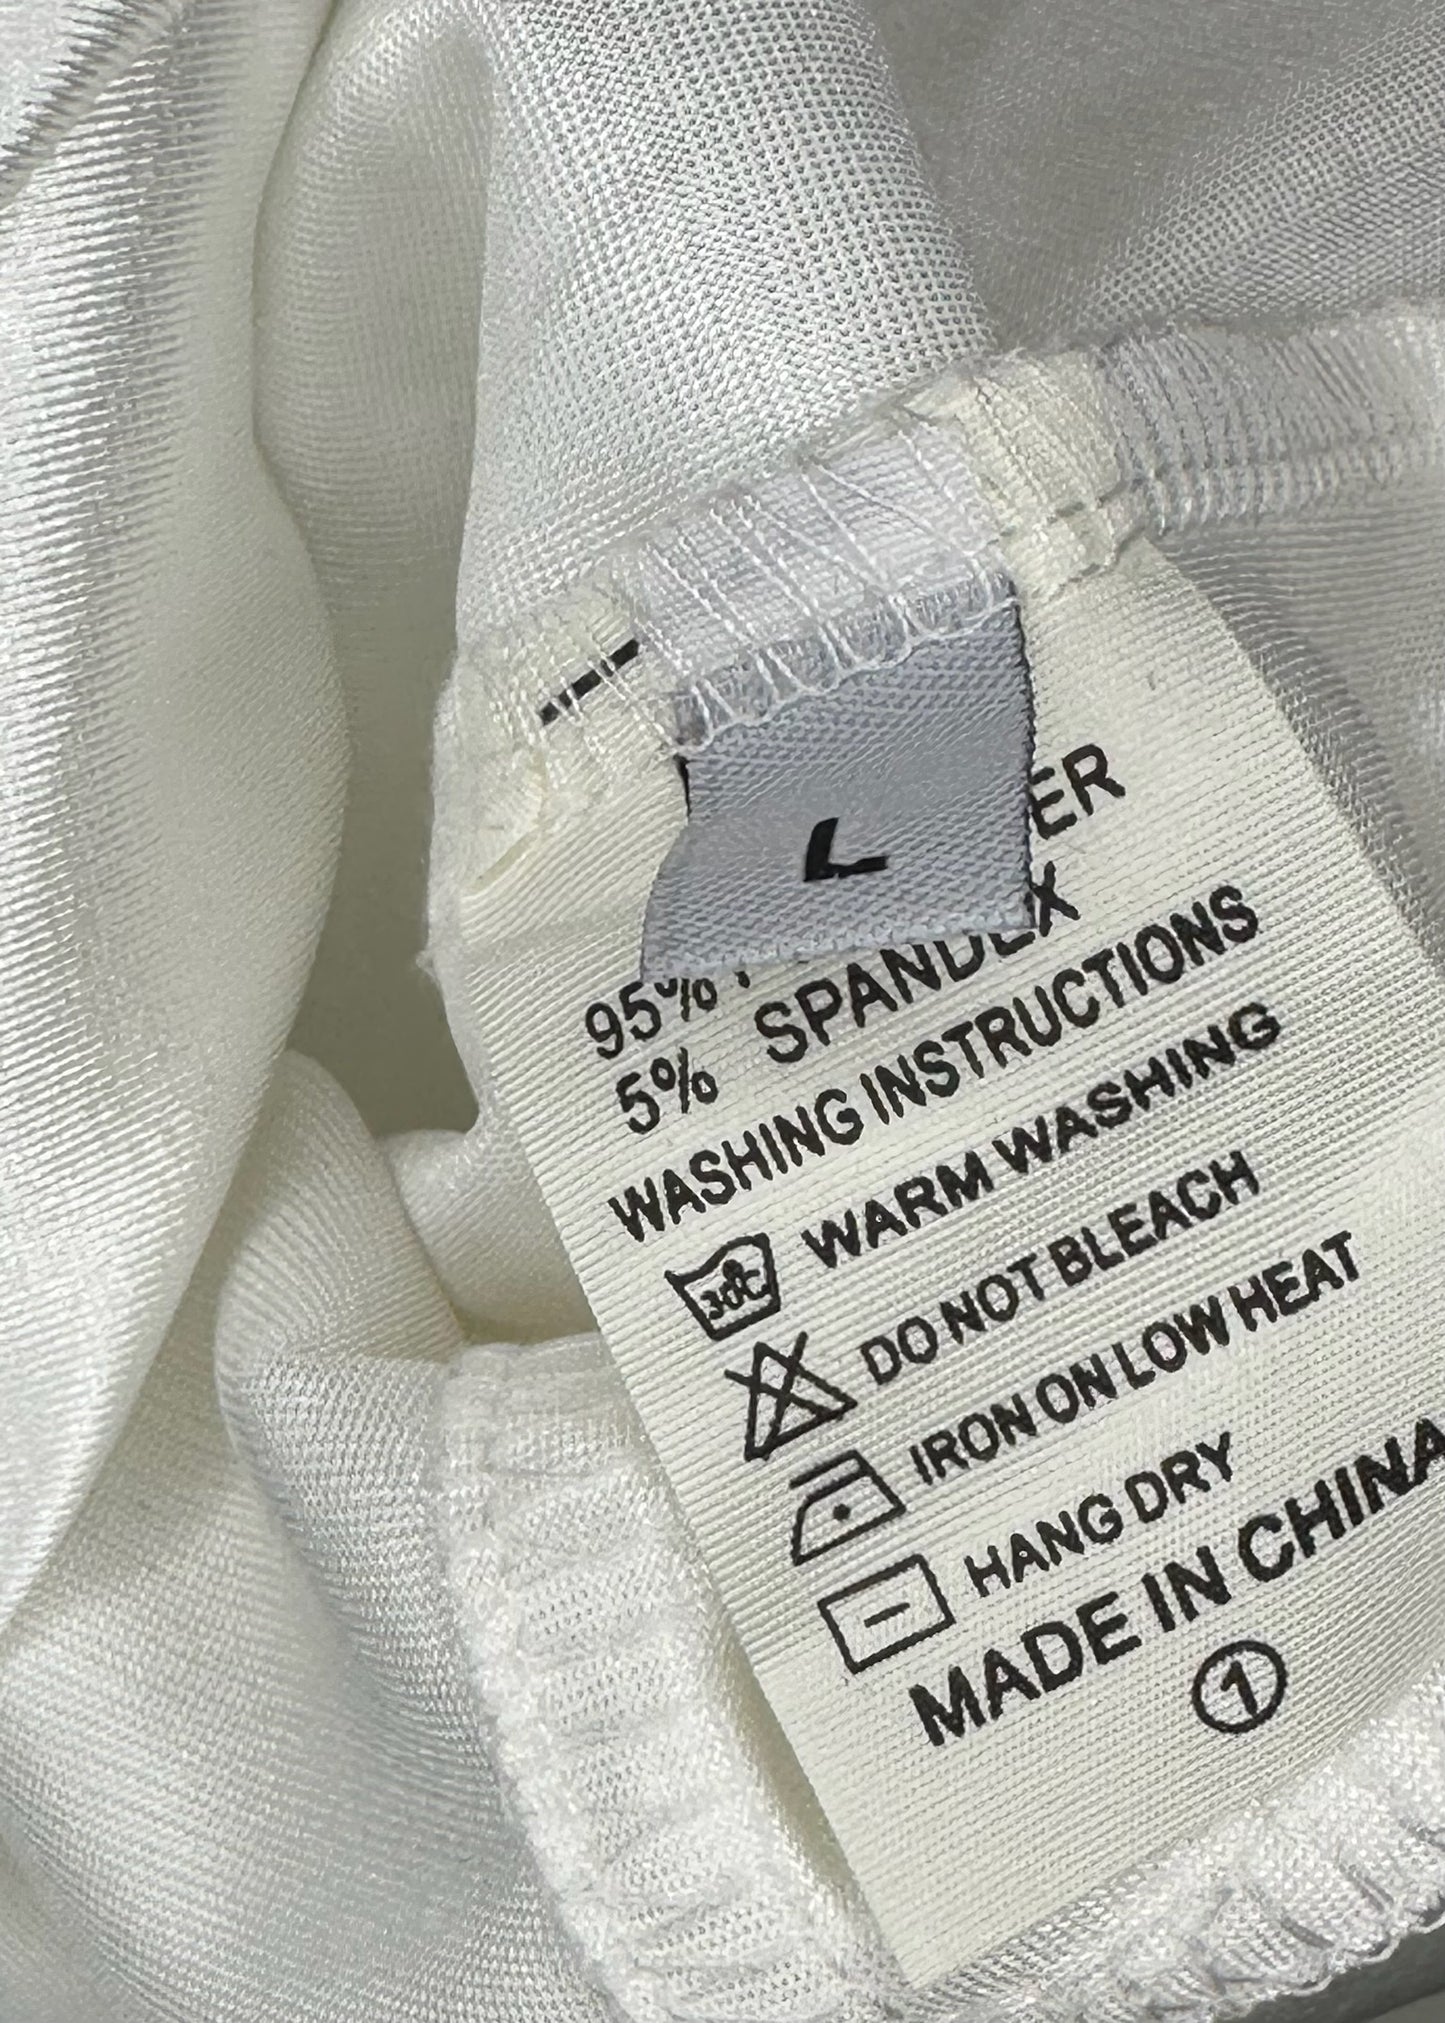 L
95% ER
5% SPANDEX
WASHING INSTRUCTIONS
30℃ WARM WASHING
DO NOT BLEACH
IRON ON LOW HEAT
HANG DRY
MADE IN CHINA
①